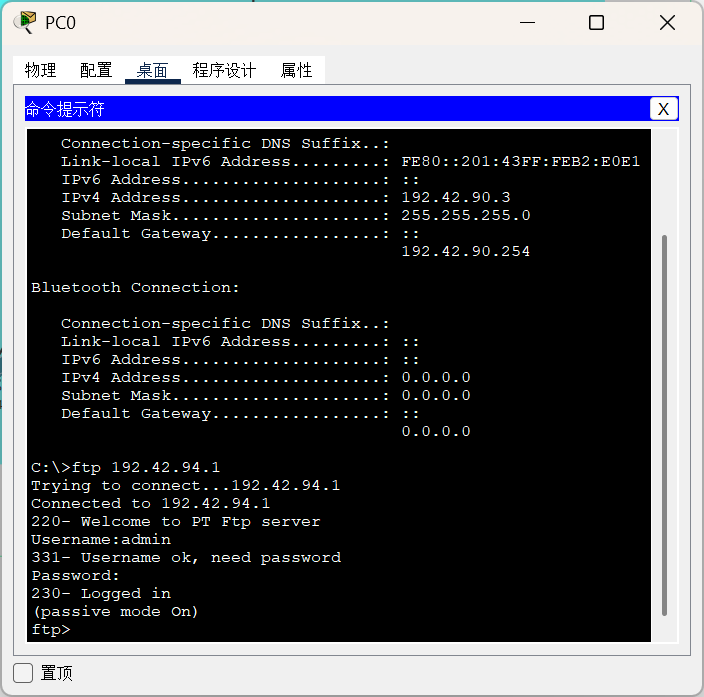 PC0
物理 配置 桌面 程序设计 属性
命令提示符 X
Connection-specific DNS Suffix..:
Link-local IPv6 Address.........: FE80::201:43FF:FEB2:E0E1
IPv6 Address....................: ::
IPv4 Address....................: 192.42.90.3
Subnet Mask.....................: 255.255.255.0
Default Gateway.................: ::
192.42.90.254
Bluetooth Connection:
Connection-specific DNS Suffix..:
Link-local IPv6 Address.........: ::
IPv6 Address....................: ::
IPv4 Address....................: 0.0.0.0
Subnet Mask.....................: 0.0.0.0
Default Gateway.................: ::
0.0.0.0
C:\>ftp 192.42.94.1
Trying to connect...192.42.94.1
Connected to 192.42.94.1
220- Welcome to PT Ftp server
Username:admin
331- Username ok, need password
Password:
230- Logged in
(passive mode On)
ftp>
置顶